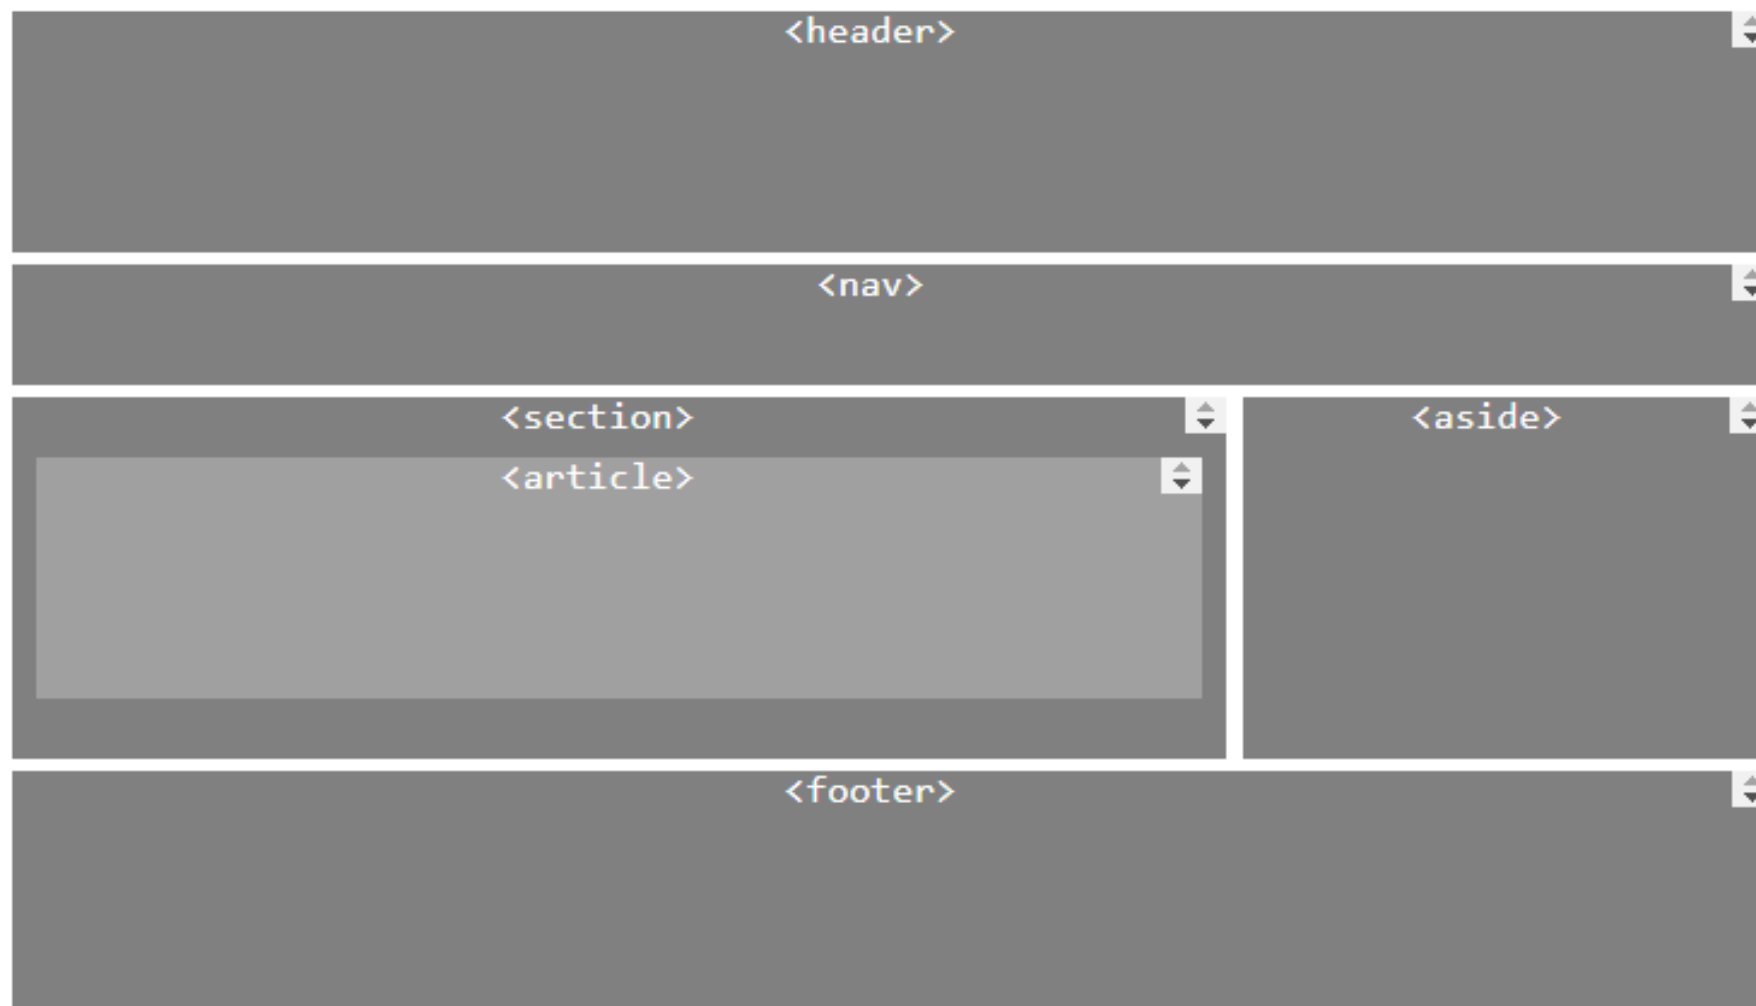 <header>
<nav>
<section>
<aside>
<article>
<footer>